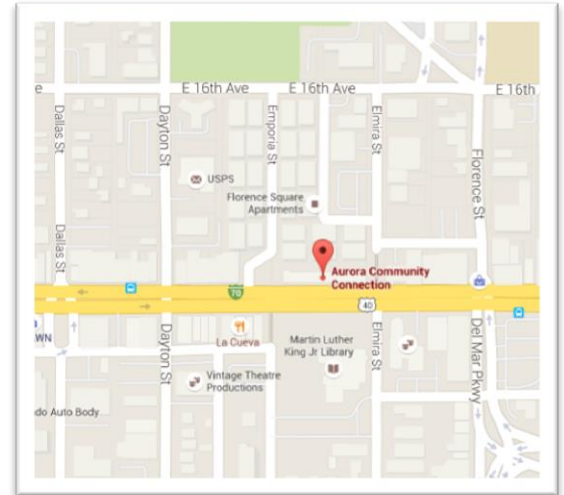 e
E 16th Ave
E 16th Ave
E 16th
Dallas St
Dayton St
Emporia St
Elmira St
Florence St
USPS
Florence Square
Apartments
Dallas St
Aurora Community
Connection
70
40
WN
La Cueva
Dayton St
Martin Luther
King Jr Library
Elmira St
Del Mar Pkwy
Vintage Theatre
Productions
do Auto Body